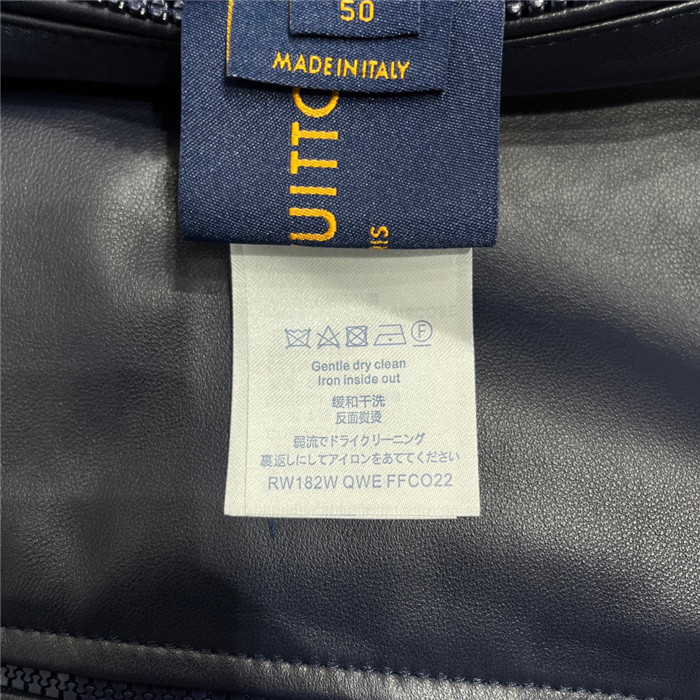 50
MADE IN ITALY
UITTO
IS
F
Gentle dry clean
Iron inside out
缓和干洗
反面熨烫
弱流でドライクリーニング
裏返しにしてアイロンをあててください
RW182W QWE FFCO22